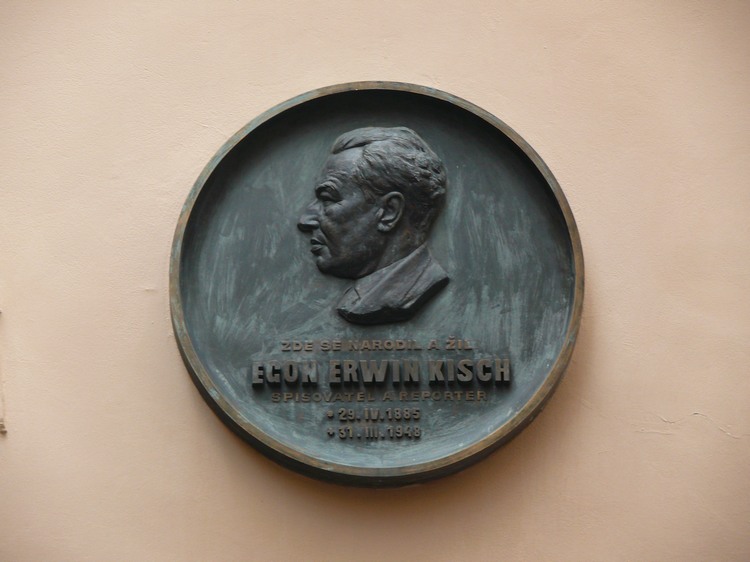 ZDE SE NARODIL A ŽIL
EGON ERWIN KISCH
SPISOVATEL A REPORTER
* 29. IV. 1885
+ 31. III. 1948